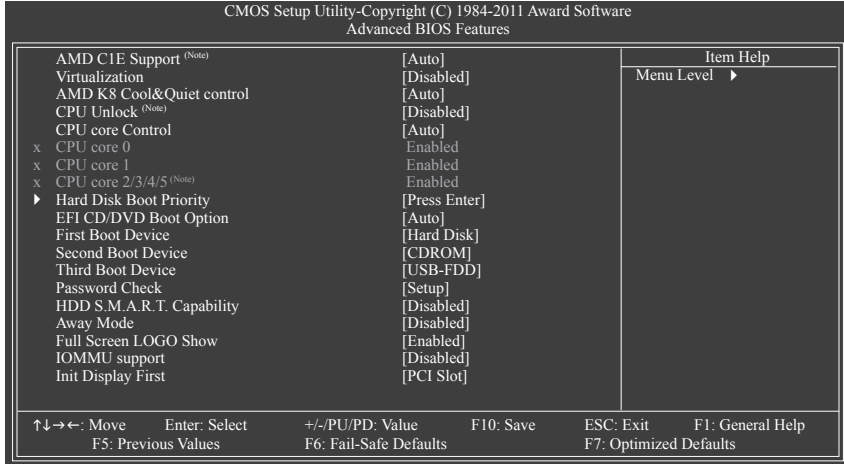 CMOS Setup Utility-Copyright (C) 1984-2011 Award Software
Advanced BIOS Features
AMD C1E Support (Note) [Auto] Item Help
Virtualization [Disabled] Menu Level ▶
AMD K8 Cool&Quiet control [Auto]
CPU Unlock (Note) [Disabled]
CPU core Control [Auto]
x CPU core 0 Enabled
x CPU core 1 Enabled
x CPU core 2/3/4/5 (Note) Enabled
▶ Hard Disk Boot Priority [Press Enter]
EFI CD/DVD Boot Option [Auto]
First Boot Device [Hard Disk]
Second Boot Device [CDROM]
Third Boot Device [USB-FDD]
Password Check [Setup]
HDD S.M.A.R.T. Capability [Disabled]
Away Mode [Disabled]
Full Screen LOGO Show [Enabled]
IOMMU support [Disabled]
Init Display First [PCI Slot]
↑↓→←: Move Enter: Select +/-/PU/PD: Value F10: Save ESC: Exit F1: General Help
F5: Previous Values F6: Fail-Safe Defaults F7: Optimized Defaults